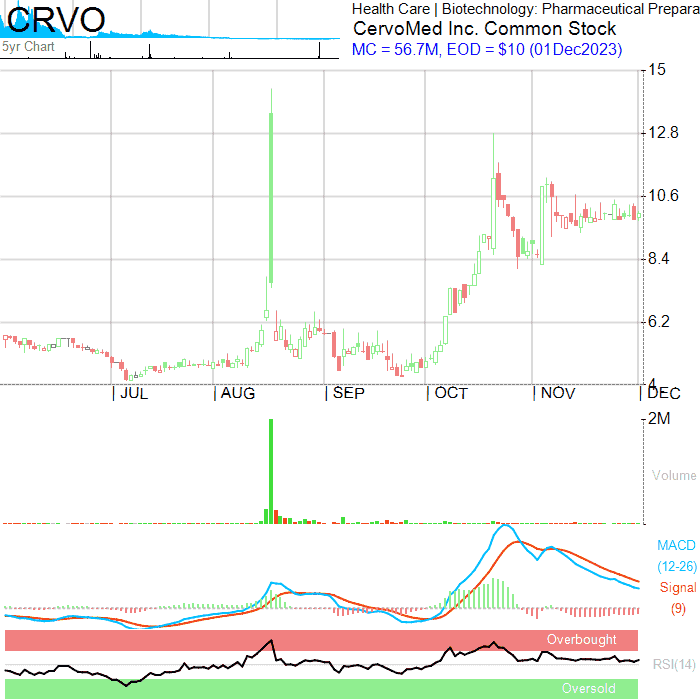 CRVO
5yr Chart
Health Care | Biotechnology: Pharmaceutical Prepara
CervoMed Inc. Common Stock
MC = 56.7M, EOD = $10 (01Dec2023)
15
12.8
10.6
8.4
6.2
4
JUL AUG SEP OCT NOV DEC
2M
Volume
MACD
(12-26)
Signal
(9)
Overbought
RSI(14)
Oversold